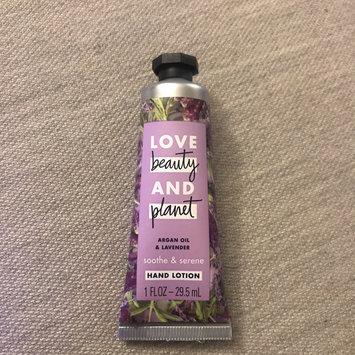 LOVE
beauty
AND
planet
ARGAN OIL
& LAVENDER
soothe & serene
HAND LOTION
1 FL OZ – 29.5 mL